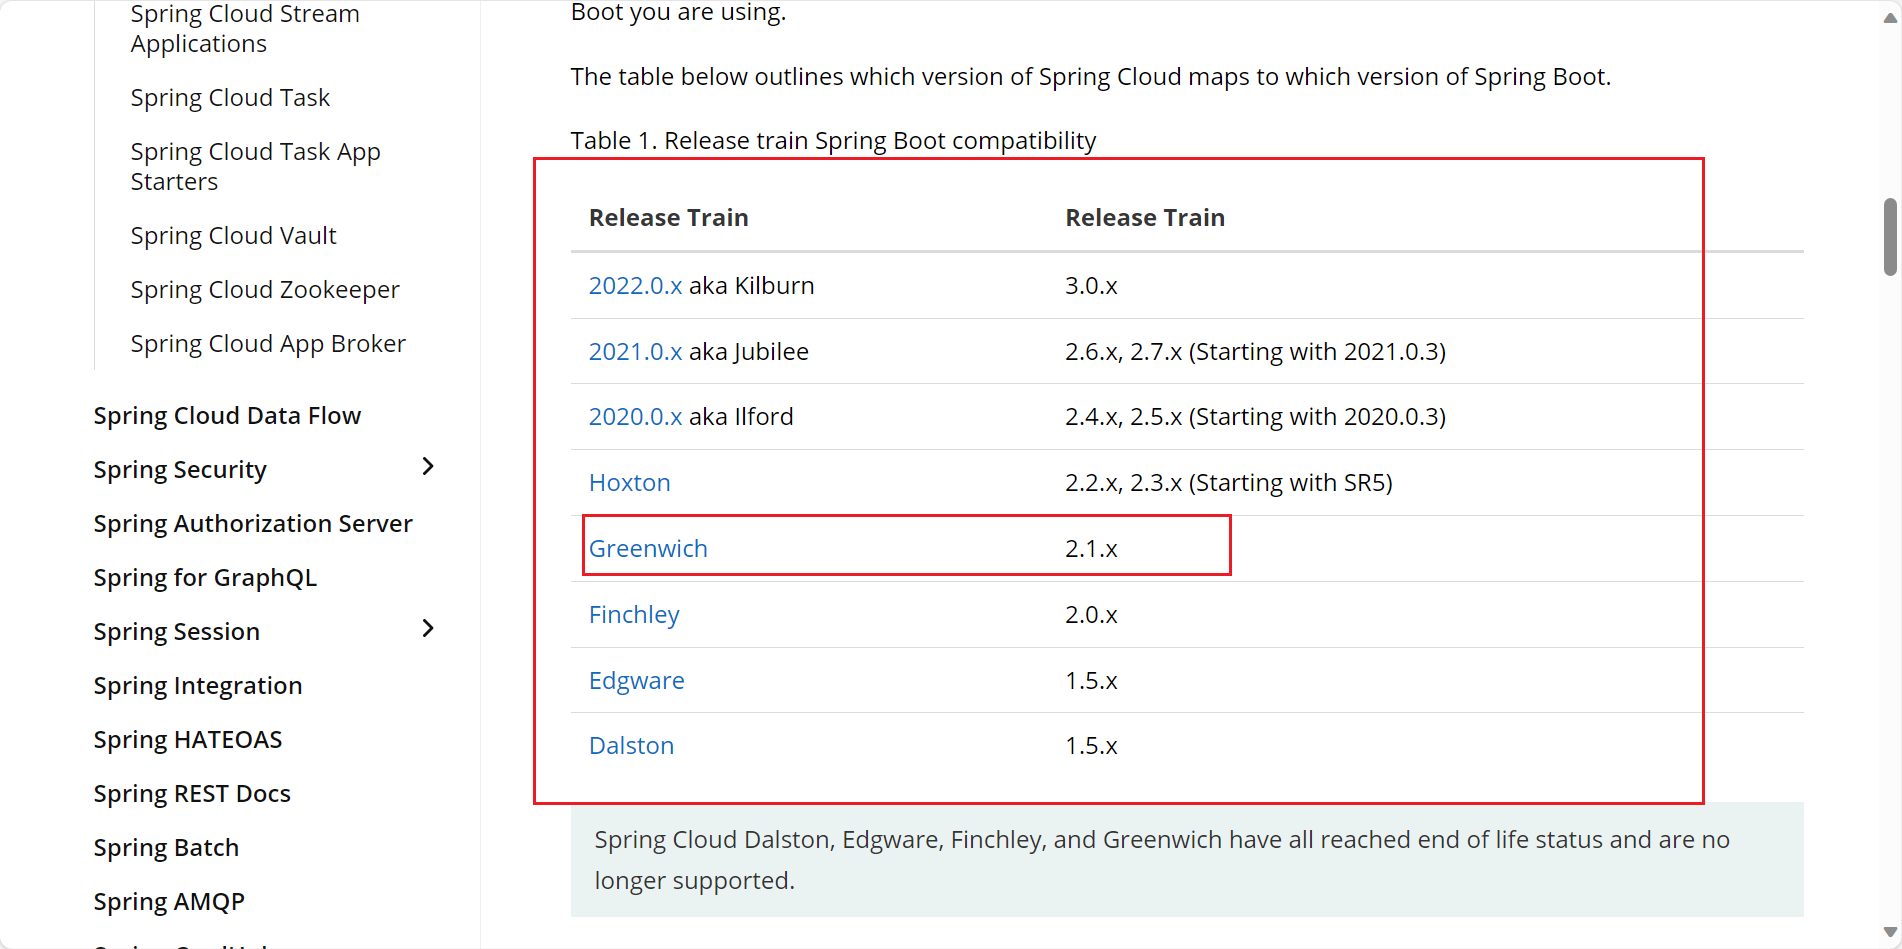 Spring Cloud Stream
Applications
Spring Cloud Task
Spring Cloud Task App
Starters
Spring Cloud Vault
Spring Cloud Zookeeper
Spring Cloud App Broker
Spring Cloud Data Flow
Spring Security
Spring Authorization Server
Spring for GraphQL
Spring Session
Spring Integration
Spring HATEOAS
Spring REST Docs
Spring Batch
Spring AMQP
Boot you are using.
The table below outlines which version of Spring Cloud maps to which version of Spring Boot.
Table 1. Release train Spring Boot compatibility
Release Train Release Train
2022.0.x aka Kilburn 3.0.x
2021.0.x aka Jubilee 2.6.x, 2.7.x (Starting with 2021.0.3)
2020.0.x aka Ilford 2.4.x, 2.5.x (Starting with 2020.0.3)
Hoxton 2.2.x, 2.3.x (Starting with SR5)
Greenwich 2.1.x
Finchley 2.0.x
Edgware 1.5.x
Dalston 1.5.x
Spring Cloud Dalston, Edgware, Finchley, and Greenwich have all reached end of life status and are no
longer supported.